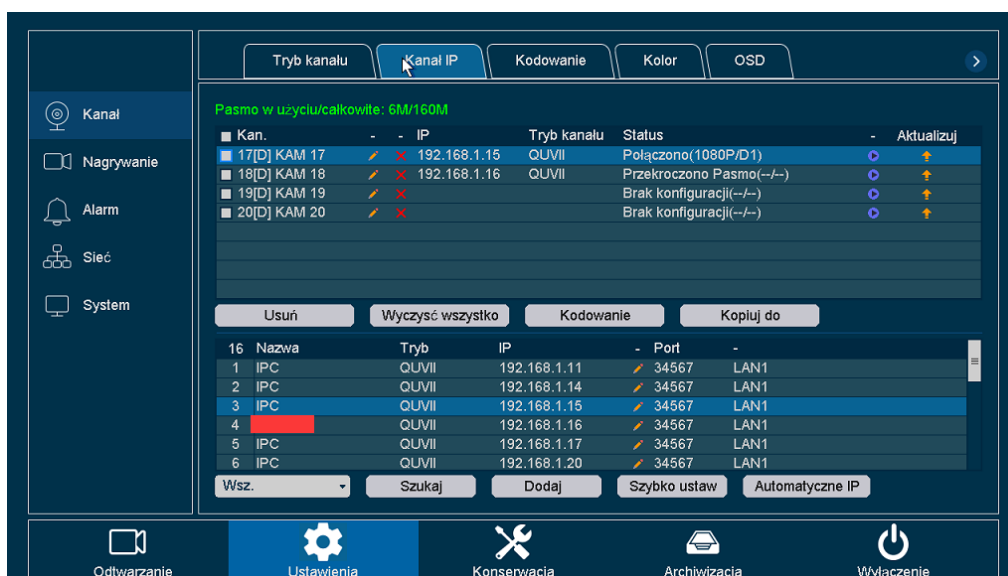 Tryb kanału Kanał IP Kodowanie Kolor OSD
Kanał
Nagrywanie
Alarm
Sieć
System
Pasmo w użyciu/całkowite: 6M/160M
Kan. - - IP Tryb kanału Status - Aktualizuj
17[D] KAM 17 192.168.1.15 QUVII Połączono(1080P/D1)
18[D] KAM 18 192.168.1.16 QUVII Przekroczono Pasmo(--/--)
19[D] KAM 19 Brak konfiguracji(--/--)
20[D] KAM 20 Brak konfiguracji(--/--)
Usuń Wyczysć wszystko Kodowanie Kopiuj do
16 Nazwa Tryb IP - Port -
1 IPC QUVII 192.168.1.11 34567 LAN1
2 IPC QUVII 192.168.1.14 34567 LAN1
3 IPC QUVII 192.168.1.15 34567 LAN1
4 QUVII 192.168.1.16 34567 LAN1
5 IPC QUVII 192.168.1.17 34567 LAN1
6 IPC QUVII 192.168.1.20 34567 LAN1
Wsz. Szukaj Dodaj Szybko ustaw Automatyczne IP
Odtwarzanie Ustawienia Konserwacja Archiwizacja Wyłączenie